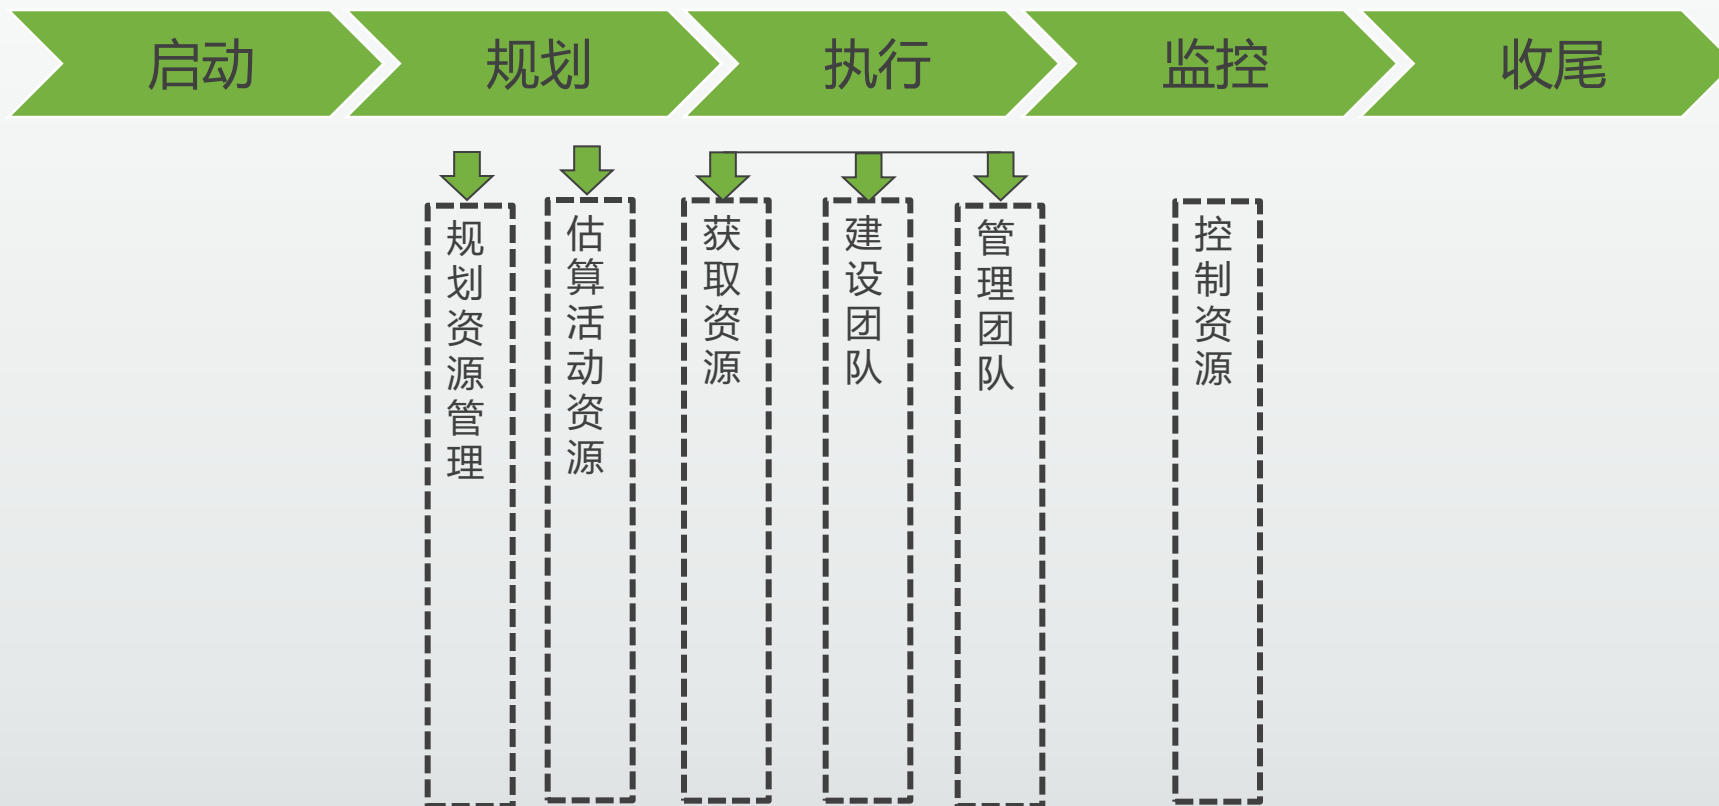 启动
规划
执行
监控
收尾
规划资源管理
估算活动资源
获取资源
建设团队
管理团队
控制资源